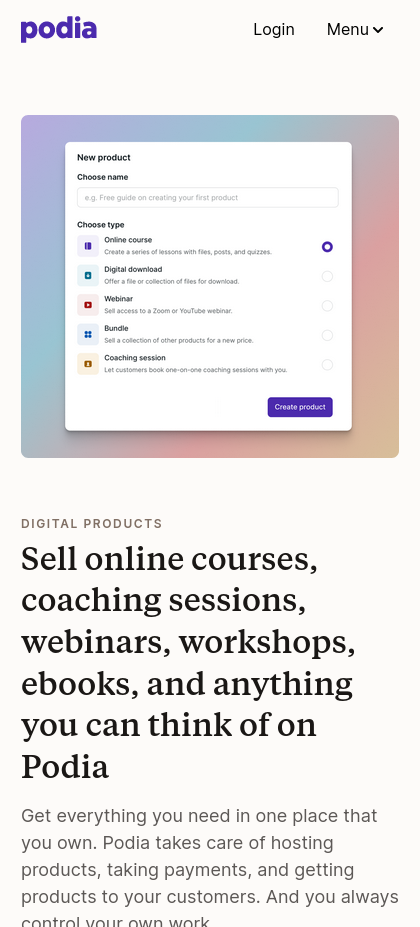 podia
Login
Menu
New product
Choose name
e.g. Free guide on creating your first product
Choose type
Online course
Create a series of lessons with files, posts, and quizzes.
Digital download
Offer a file or collection of files for download.
Webinar
Sell access to a Zoom or YouTube webinar.
Bundle
Sell a collection of other products for a new price.
Coaching session
Let customers book one-on-one coaching sessions with you.
Create product
DIGITAL PRODUCTS
Sell online courses,
coaching sessions,
webinars, workshops,
ebooks, and anything
you can think of on
Podia
Get everything you need in one place that
you own. Podia takes care of hosting
products, taking payments, and getting
products to your customers. And you always
control your own work